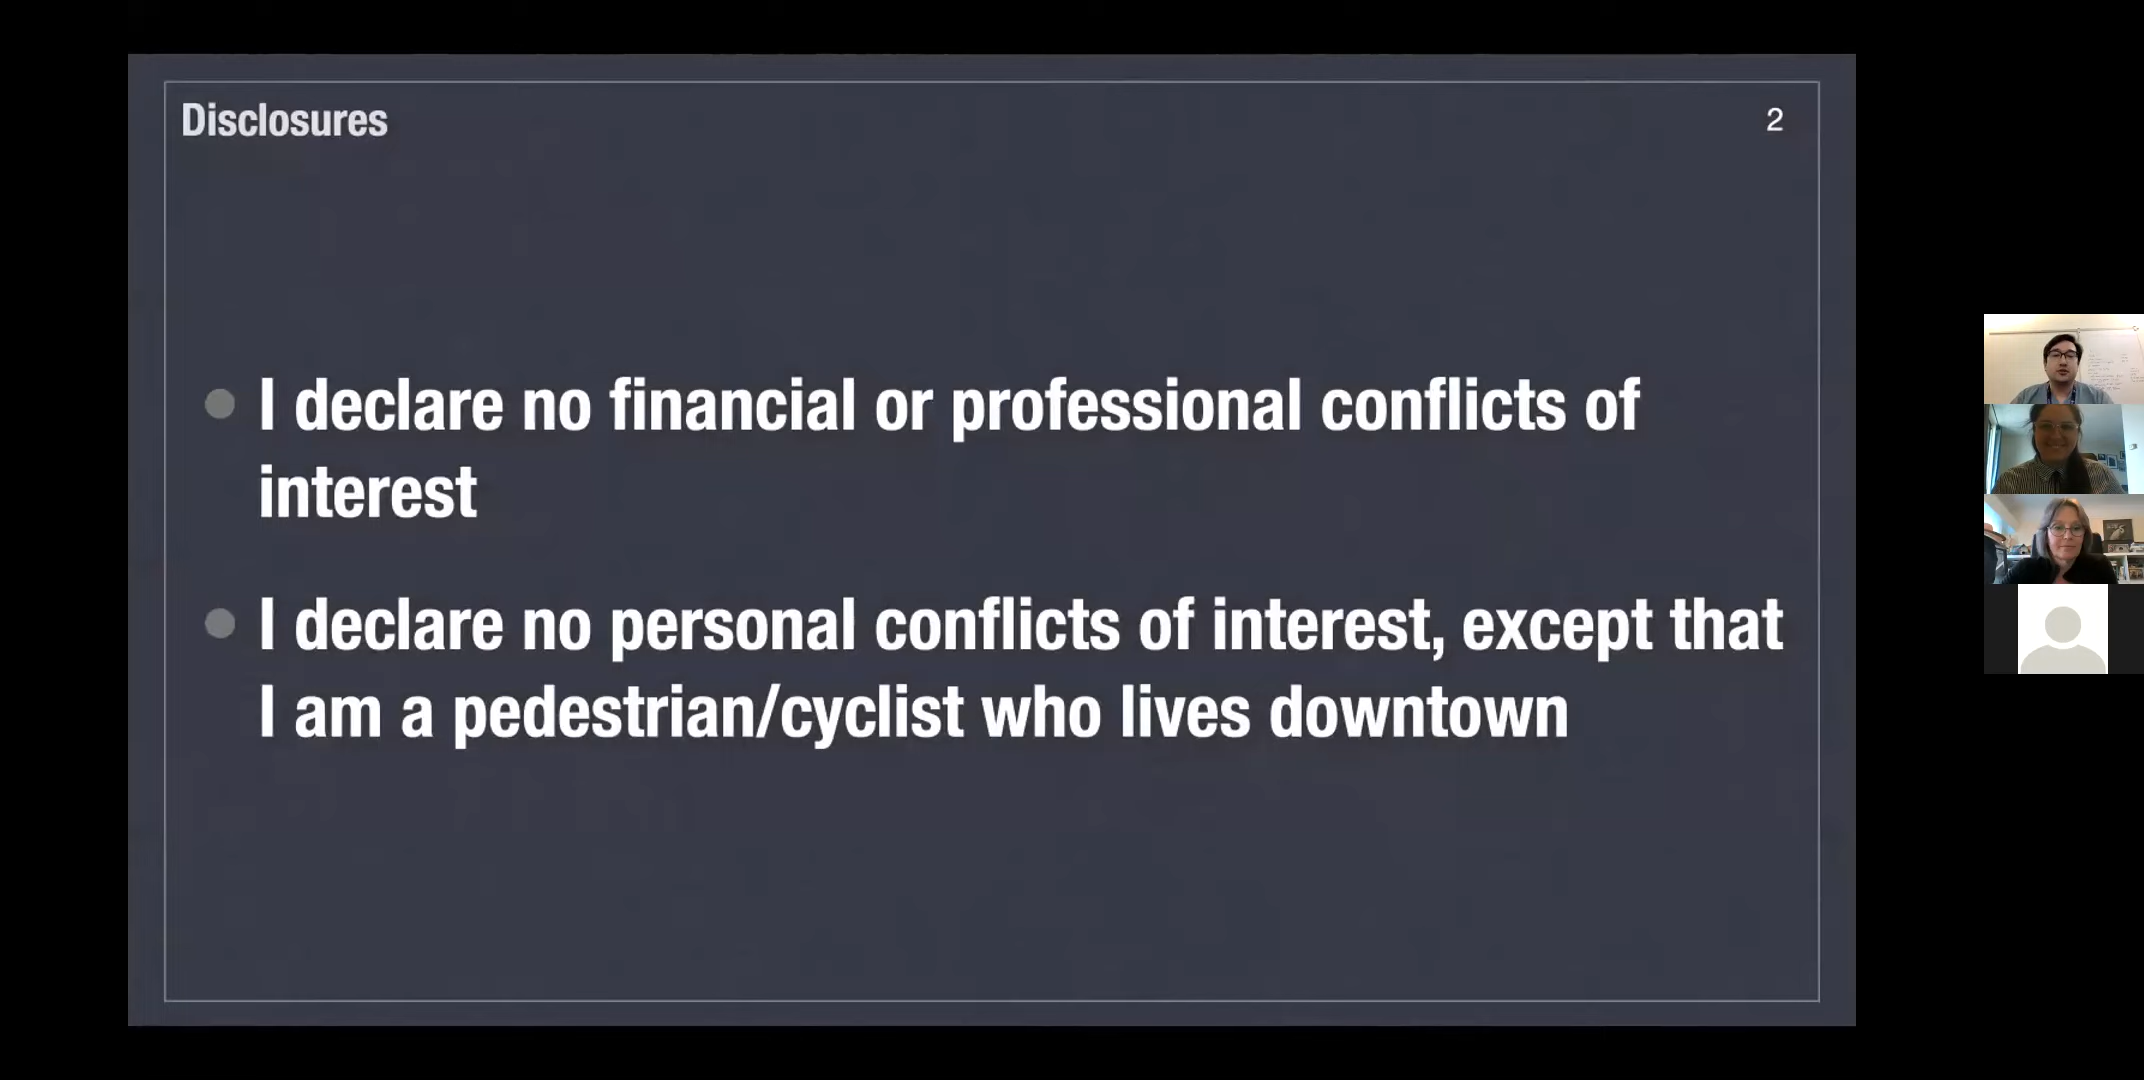 Disclosures
2
I declare no financial or professional conflicts of
interest
I declare no personal conflicts of interest, except that
I am a pedestrian/cyclist who lives downtown